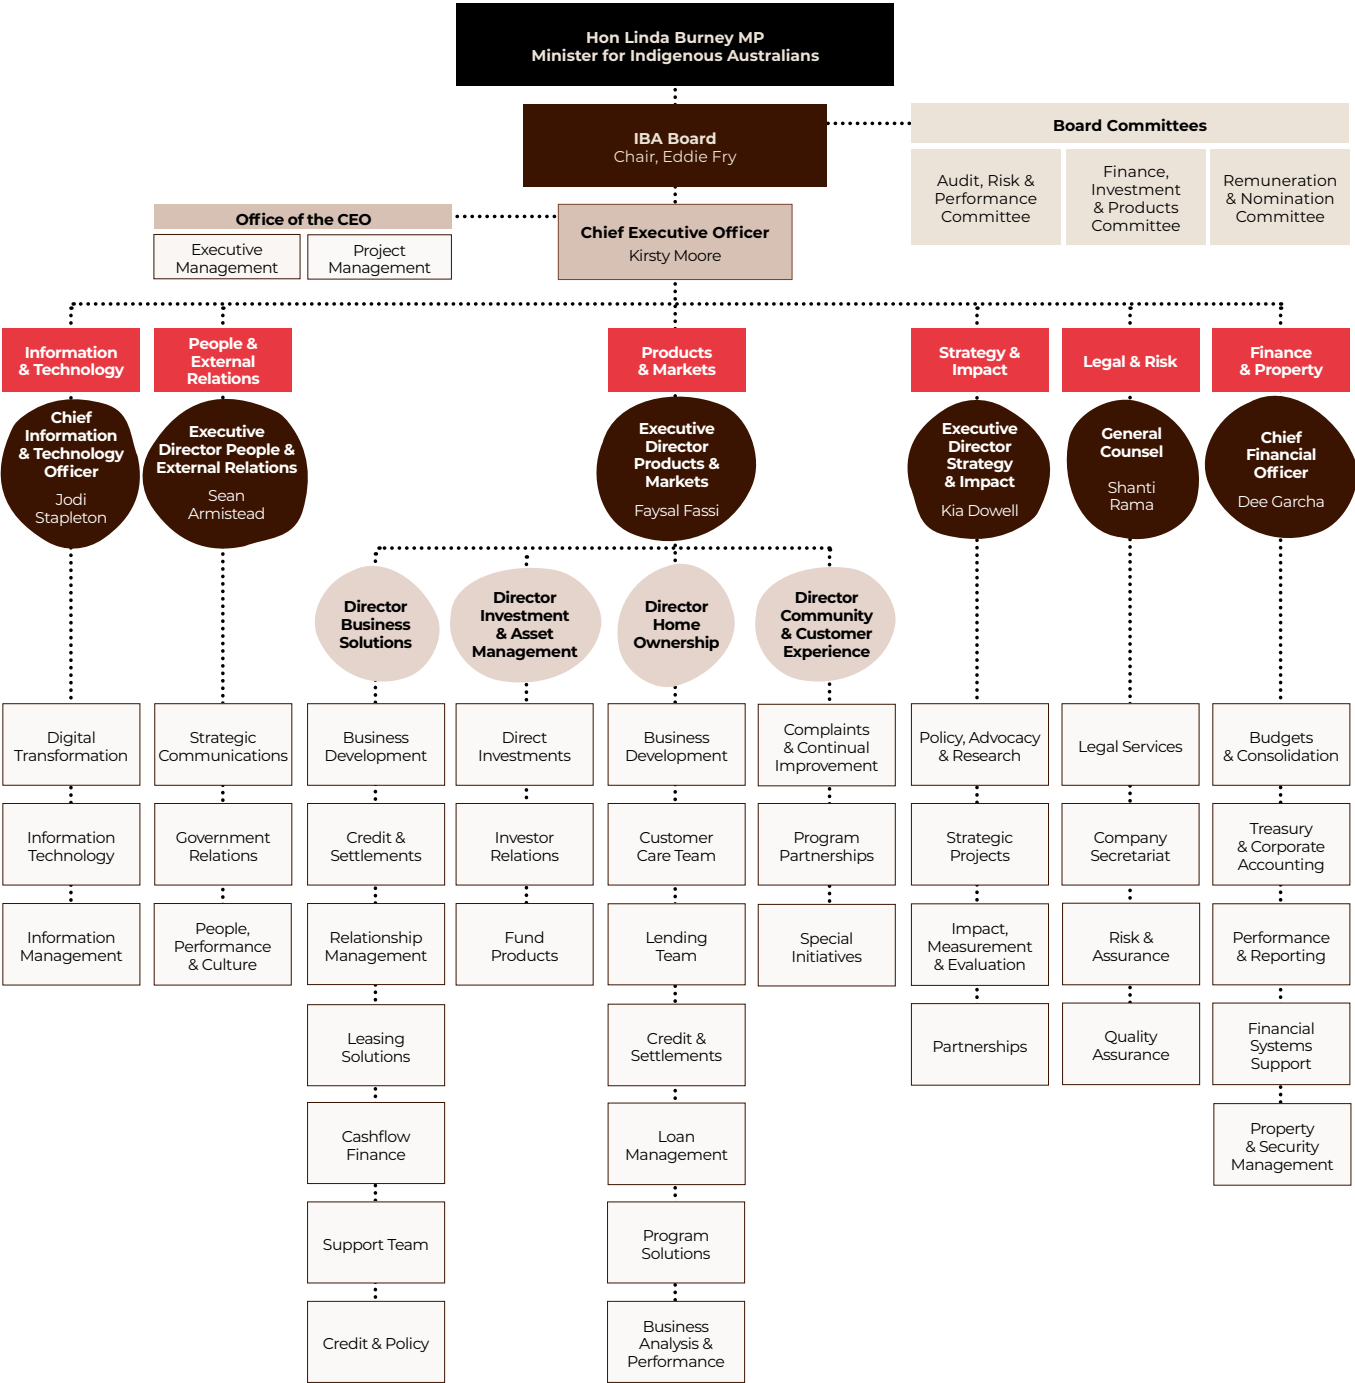 Hon Linda Burney MP
Minister for Indigenous Australians
IBA Board
Chair, Eddie Fry
Board Committees
Audit, Risk &
Performance
Committee
Finance,
Investment
& Products
Committee
Remuneration
& Nomination
Committee
Office of the CEO
Executive
Management
Project
Management
Chief Executive Officer
Kirsty Moore
Information
& Technology
Chief
Information
& Technology
Officer
Jodi
Stapleton
Digital
Transformation
Information
Technology
Information
Management
People &
External
Relations
Executive
Director People &
External Relations
Sean
Armistead
Strategic
Communications
Government
Relations
People,
Performance
& Culture
Products
& Markets
Executive
Director
Products &
Markets
Faysal Fassi
Director
Business
Solutions
Business
Development
Credit &
Settlements
Relationship
Management
Leasing
Solutions
Cashflow
Finance
Support Team
Credit & Policy
Director
Investment
& Asset
Management
Direct
Investments
Investor
Relations
Fund
Products
Director
Home
Ownership
Business
Development
Customer
Care Team
Lending
Team
Credit &
Settlements
Loan
Management
Program
Solutions
Business
Analysis &
Performance
Director
Community
& Customer
Experience
Complaints
& Continual
Improvement
Program
Partnerships
Special
Initiatives
Strategy &
Impact
Executive
Director
Strategy
& Impact
Kia Dowell
Policy, Advocacy
& Research
Strategic
Projects
Impact,
Measurement
& Evaluation
Partnerships
Legal & Risk
General
Counsel
Shanti
Rama
Legal Services
Company
Secretariat
Risk &
Assurance
Quality
Assurance
Finance
& Property
Chief
Financial
Officer
Dee Garcha
Budgets
& Consolidation
Treasury
& Corporate
Accounting
Performance
& Reporting
Financial
Systems
Support
Property
& Security
Management